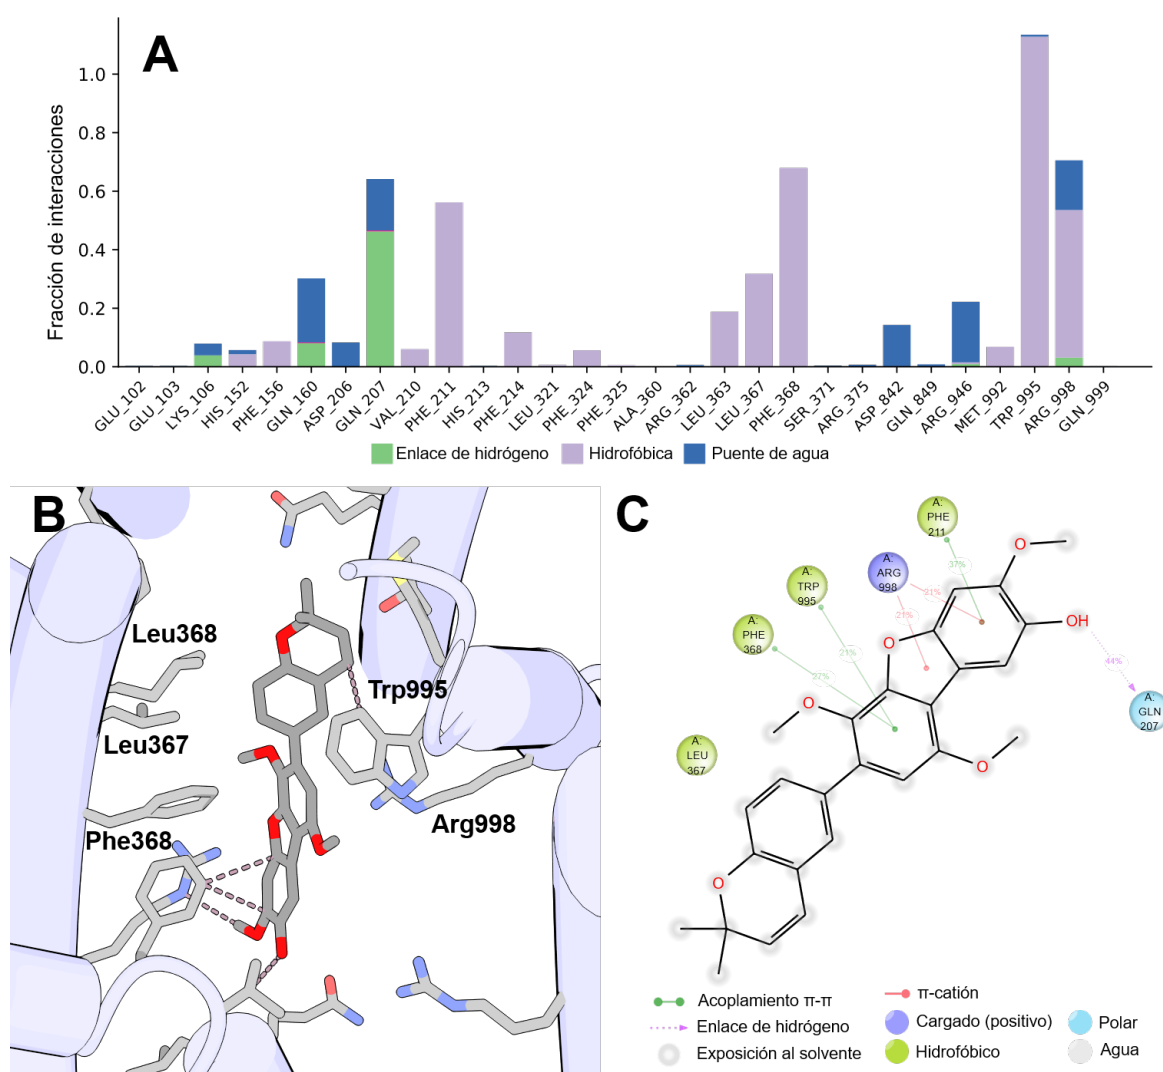 A
Fracción de interacciones
1.0
0.8
0.6
0.4
0.2
0.0
GLU_102 GLU_103 LYS_106 HIS_152 PHE_156 GLN_160 ASP_206 GLN_207 VAL_210 PHE_211 HIS_213 PHE_214 LEU_321 PHE_324 PHE_325 ALA_360 ARG_362 LEU_363 LEU_367 PHE_368 SER_371 ARG_375 ASP_842 GLN_849 ARG_946 MET_992 TRP_995 ARG_998 GLN_999
Enlace de hidrógeno Hidrofóbica Puente de agua
B
Leu368
Trp995
Leu367
Phe368
Arg998
C
A:
PHE
211
37%
O
A:
ARG
998
21%
21%
A:
TRP
995
21%
OH
A:
PHE
368
27%
O
44%
A:
GLN
207
O
A:
LEU
367
O
O
Acoplamiento π-π
π-catión
Enlace de hidrógeno
Cargado (positivo)
Polar
Exposición al solvente
Hidrofóbico
Agua